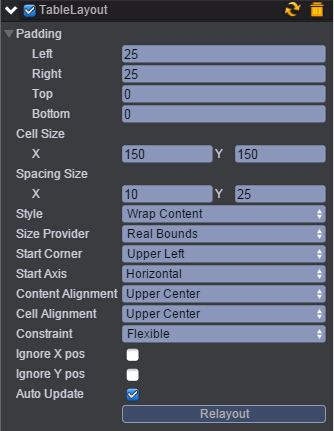 TableLayout
Padding
Left 25
Right 25
Top 0
Bottom 0
Cell Size
X 150 Y 150
Spacing Size
X 10 Y 25
Style Wrap Content
Size Provider Real Bounds
Start Corner Upper Left
Start Axis Horizontal
Content Alignment Upper Center
Cell Alignment Upper Center
Constraint Flexible
Ignore X pos
Ignore Y pos
Auto Update
Relayout